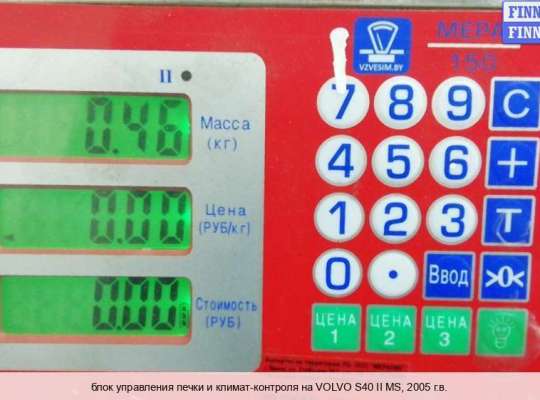 FINN
FINN
МЕРА
150
VZVESIM.BY
II
0.46
Масса
(кг)
0.00
Цена
(РУБ/кг)
0.00
Стоимость
(РУБ)
7 8 9 C
4 5 6 +
1 2 3 T
0 . Ввод >0<
ЦЕНА 1 ЦЕНА 2 ЦЕНА 3
блок управления печки и климат-контроля на VOLVO S40 II MS, 2005 г.в.